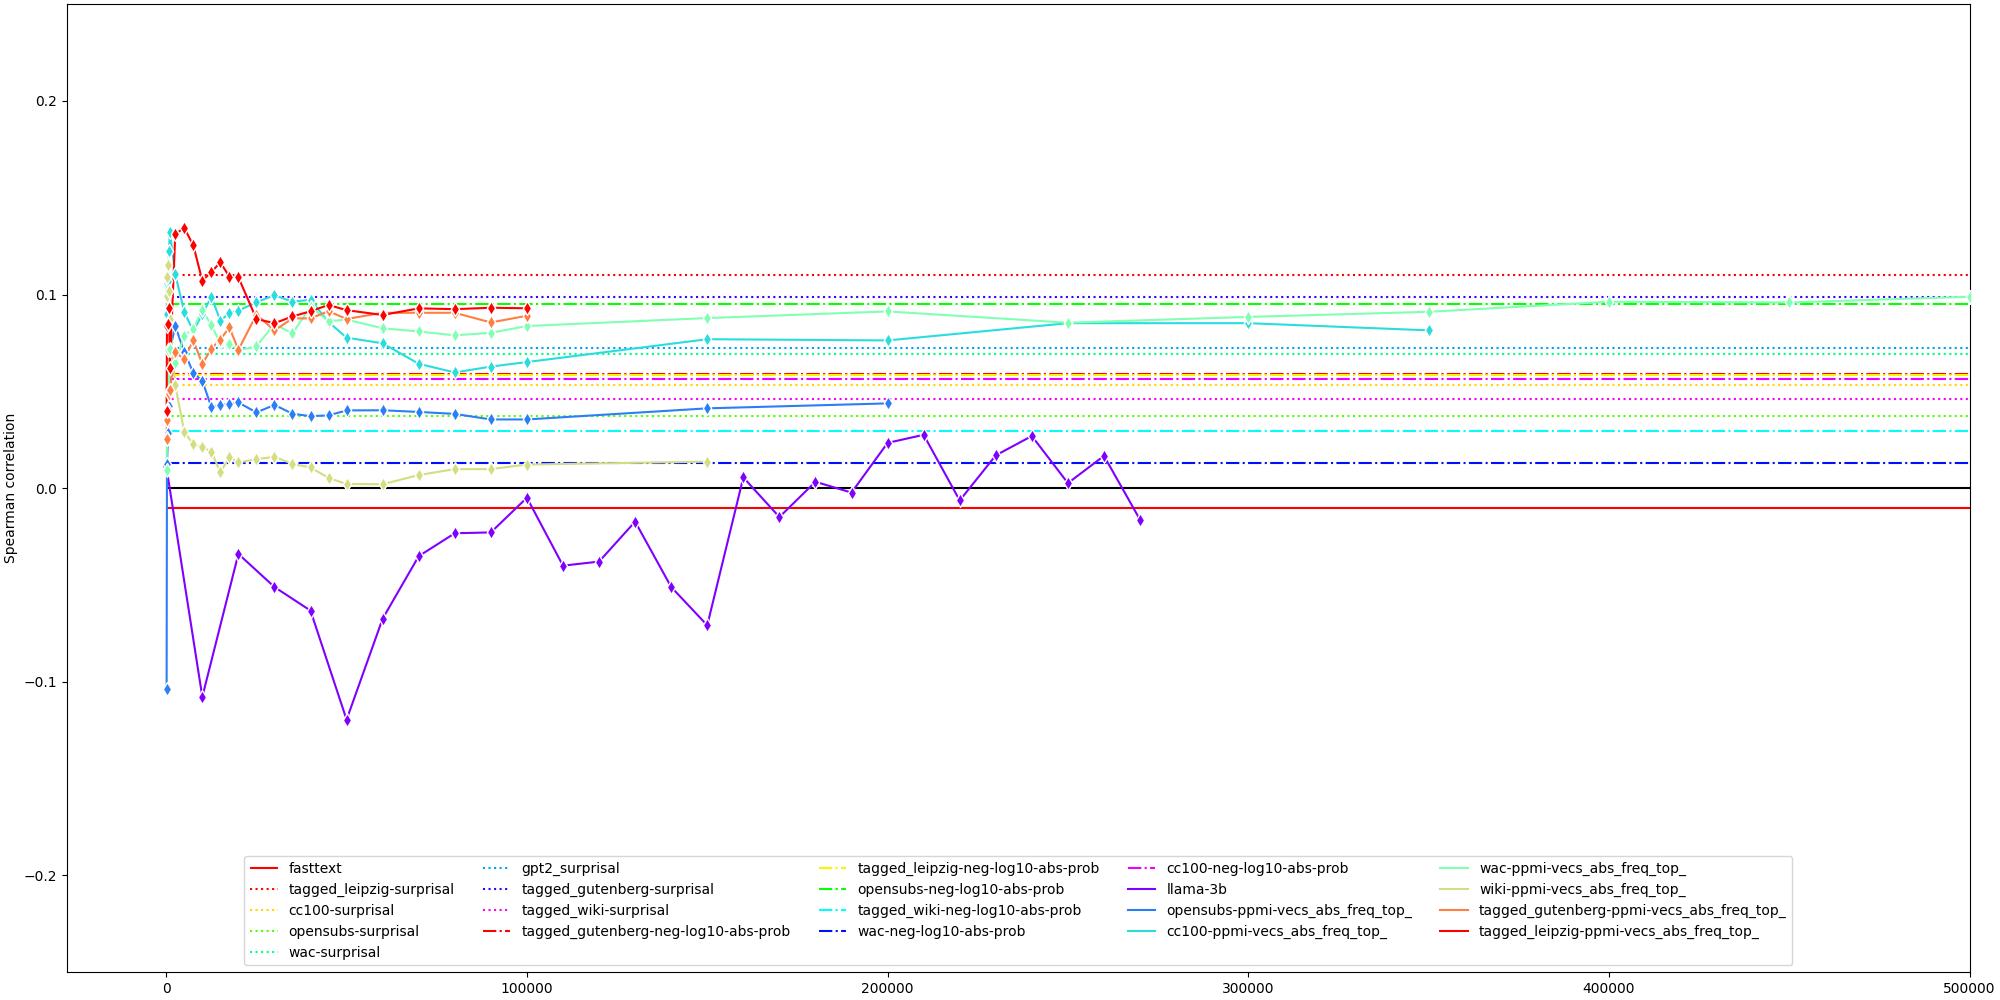 0.2
0.1
0.0
−0.1
−0.2
Spearman correlation
0
100000
200000
300000
400000
500000
fasttext
tagged_leipzig-surprisal
cc100-surprisal
opensubs-surprisal
wac-surprisal
gpt2_surprisal
tagged_gutenberg-surprisal
tagged_wiki-surprisal
tagged_gutenberg-neg-log10-abs-prob
tagged_leipzig-neg-log10-abs-prob
opensubs-neg-log10-abs-prob
tagged_wiki-neg-log10-abs-prob
wac-neg-log10-abs-prob
cc100-neg-log10-abs-prob
llama-3b
opensubs-ppmi-vecs_abs_freq_top_
cc100-ppmi-vecs_abs_freq_top_
wac-ppmi-vecs_abs_freq_top_
wiki-ppmi-vecs_abs_freq_top_
tagged_gutenberg-ppmi-vecs_abs_freq_top_
tagged_leipzig-ppmi-vecs_abs_freq_top_